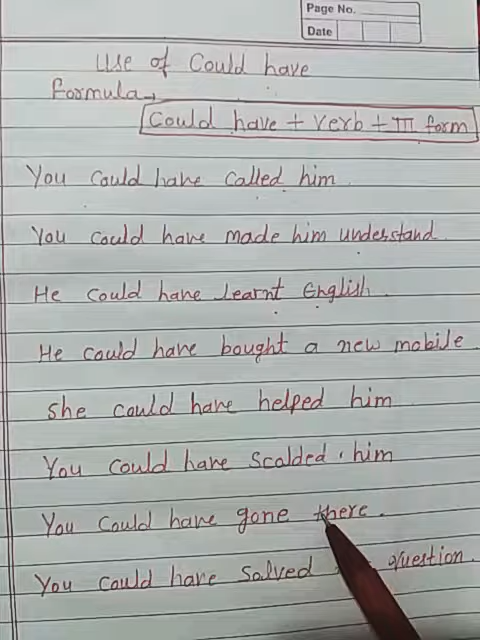 Page No.
Date
Use of Could have
Formula→
Could have + verb + III form
You could have called him.
You could have made him understand.
He could have learnt English.
He could have bought a new mobile.
She could have helped him
You could have scolded him
You could have gone there.
You could have solved question.